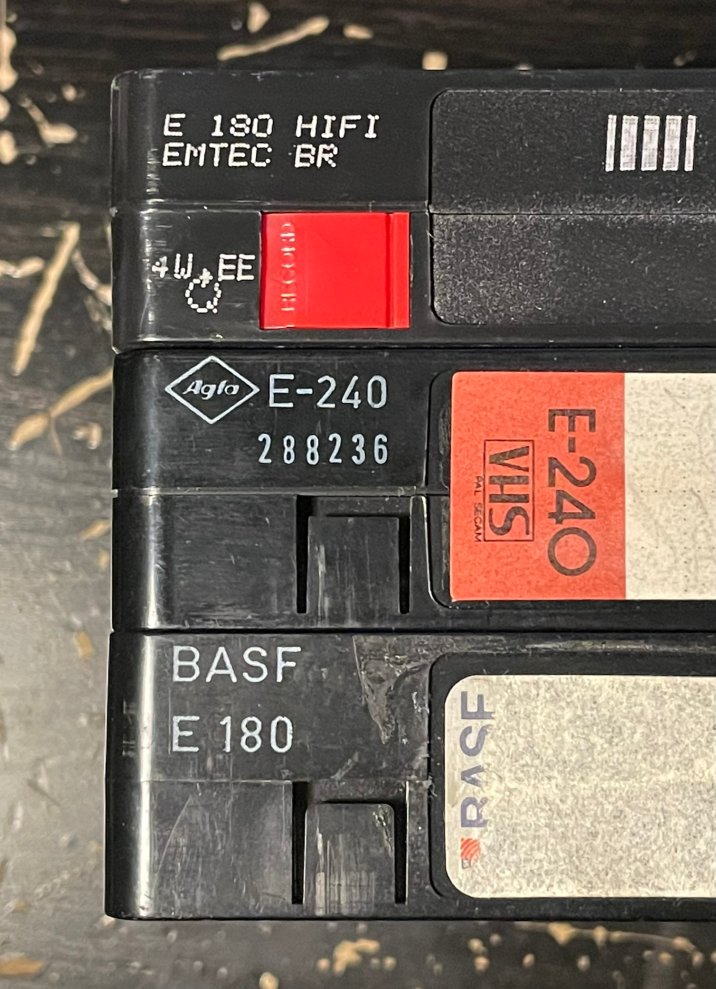 E 180 HIFI
EMTEC BR
4W+EE
RECORD
Agfa E-240
288236
E-240
VHS
PAL SECAM
BASF
E 180
BASF